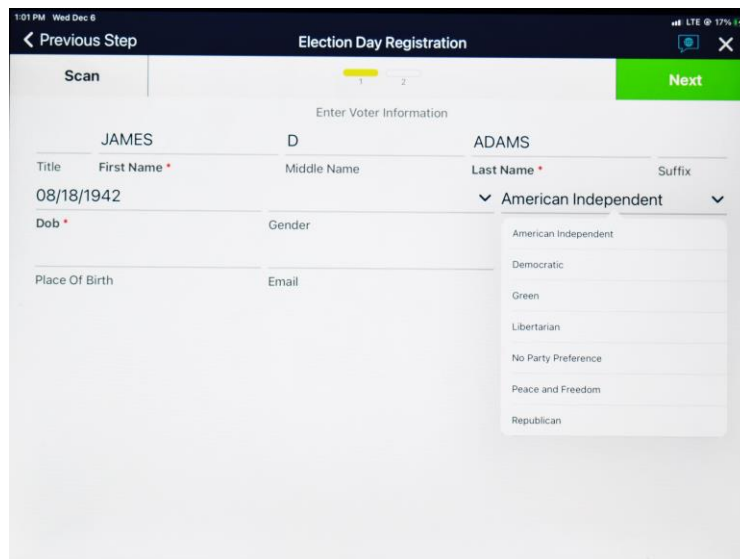 1:01 PM Wed Dec 6
LTE 17%
Previous Step
Election Day Registration
Scan
1 2
Next
Enter Voter Information
JAMES D ADAMS
Title First Name * Middle Name Last Name * Suffix
08/18/1942 American Independent
Dob * Gender
American Independent
Democratic
Place Of Birth Email
Green
Libertarian
No Party Preference
Peace and Freedom
Republican